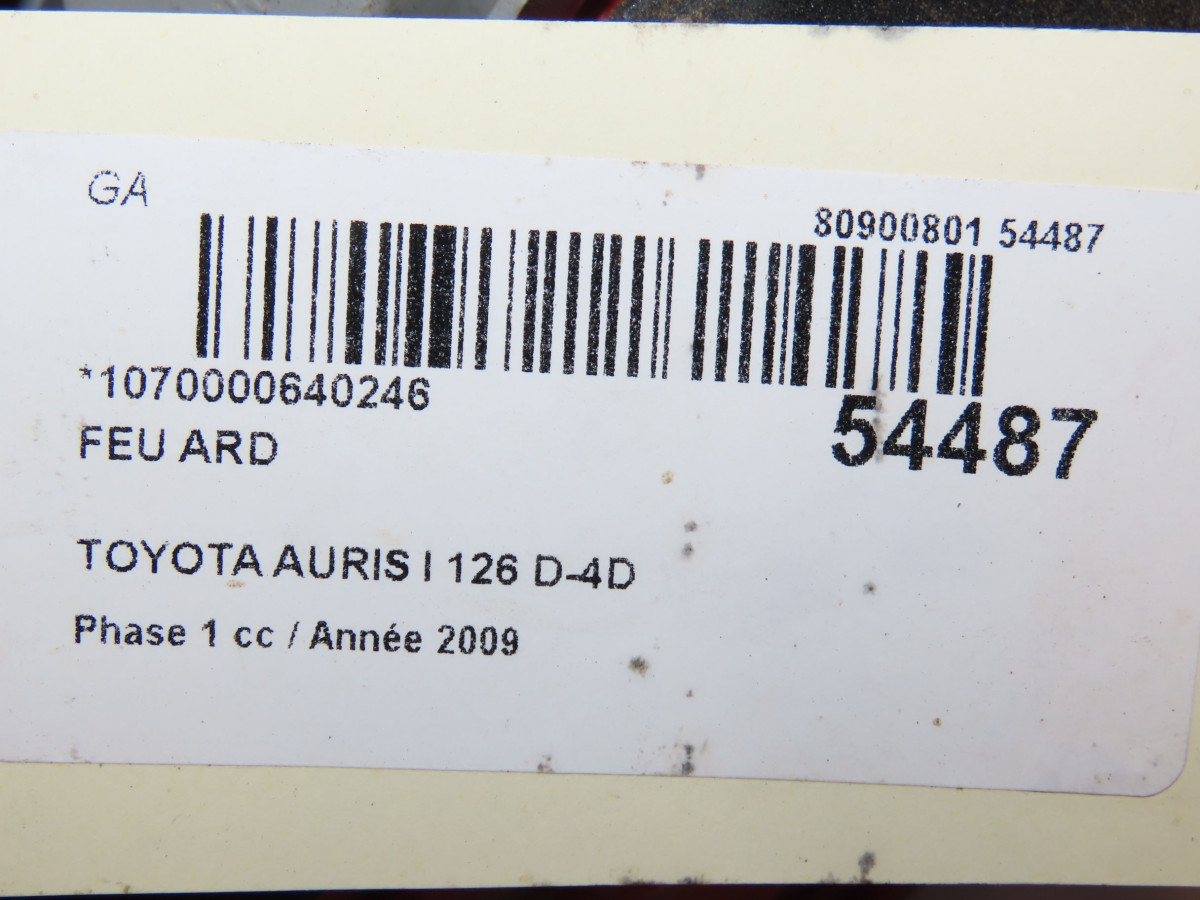 GA
80900801 54487
*1070000640246
54487
FEU ARD
TOYOTA AURIS I 126 D-4D
Phase 1 cc / Année 2009